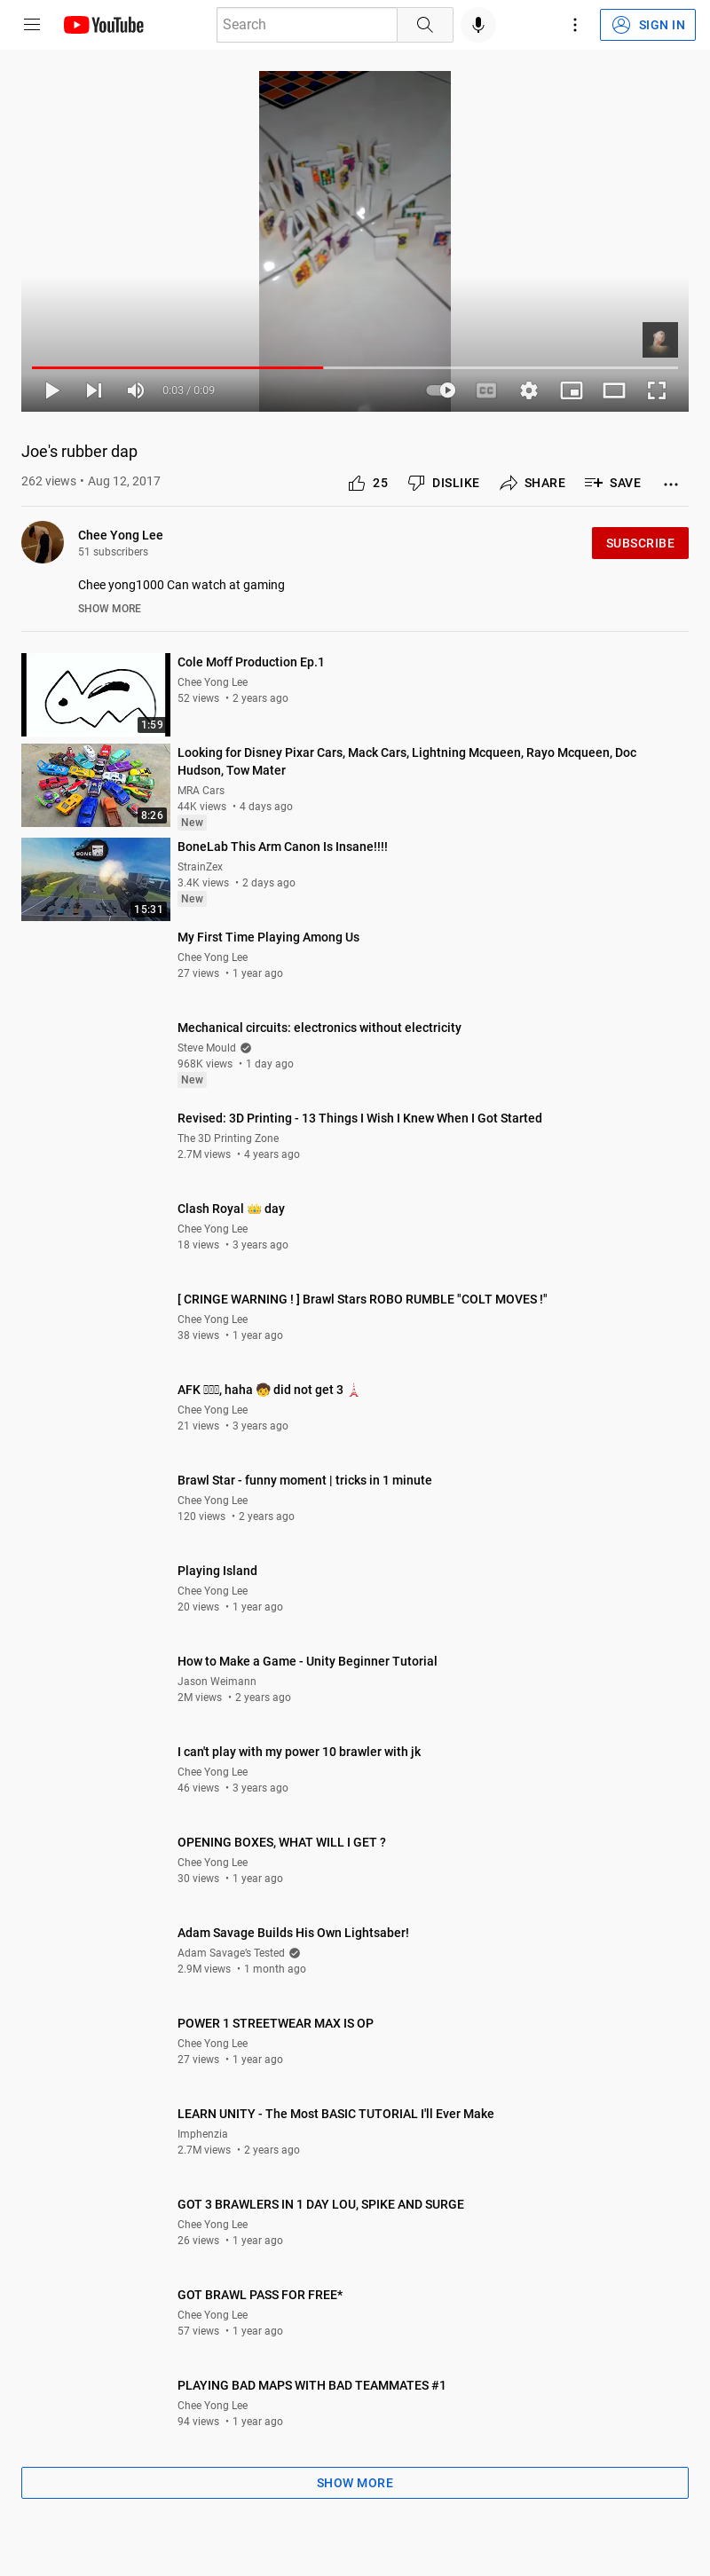 YouTube
Search
SIGN IN
0:03 / 0:09
CC
Joe's rubber dap
262 views • Aug 12, 2017
25
DISLIKE
SHARE
SAVE
Chee Yong Lee
51 subscribers
SUBSCRIBE
Chee yong1000 Can watch at gaming
SHOW MORE
1:59
Cole Moff Production Ep.1
Chee Yong Lee
52 views • 2 years ago
8:26
Looking for Disney Pixar Cars, Mack Cars, Lightning Mcqueen, Rayo Mcqueen, Doc
Hudson, Tow Mater
MRA Cars
44K views • 4 days ago
New
15:31
BoneLab This Arm Canon Is Insane!!!!
StrainZex
3.4K views • 2 days ago
New
My First Time Playing Among Us
Chee Yong Lee
27 views • 1 year ago
Mechanical circuits: electronics without electricity
Steve Mould
968K views • 1 day ago
New
Revised: 3D Printing - 13 Things I Wish I Knew When I Got Started
The 3D Printing Zone
2.7M views • 4 years ago
Clash Royal 👑 day
Chee Yong Lee
18 views • 3 years ago
[ CRINGE WARNING ! ] Brawl Stars ROBO RUMBLE "COLT MOVES !"
Chee Yong Lee
38 views • 1 year ago
AFK , haha 🧒 did not get 3 🗼
Chee Yong Lee
21 views • 3 years ago
Brawl Star - funny moment | tricks in 1 minute
Chee Yong Lee
120 views • 2 years ago
Playing Island
Chee Yong Lee
20 views • 1 year ago
How to Make a Game - Unity Beginner Tutorial
Jason Weimann
2M views • 2 years ago
I can't play with my power 10 brawler with jk
Chee Yong Lee
46 views • 3 years ago
OPENING BOXES, WHAT WILL I GET ?
Chee Yong Lee
30 views • 1 year ago
Adam Savage Builds His Own Lightsaber!
Adam Savage's Tested
2.9M views • 1 month ago
POWER 1 STREETWEAR MAX IS OP
Chee Yong Lee
27 views • 1 year ago
LEARN UNITY - The Most BASIC TUTORIAL I'll Ever Make
Imphenzia
2.7M views • 2 years ago
GOT 3 BRAWLERS IN 1 DAY LOU, SPIKE AND SURGE
Chee Yong Lee
26 views • 1 year ago
GOT BRAWL PASS FOR FREE*
Chee Yong Lee
57 views • 1 year ago
PLAYING BAD MAPS WITH BAD TEAMMATES #1
Chee Yong Lee
94 views • 1 year ago
SHOW MORE